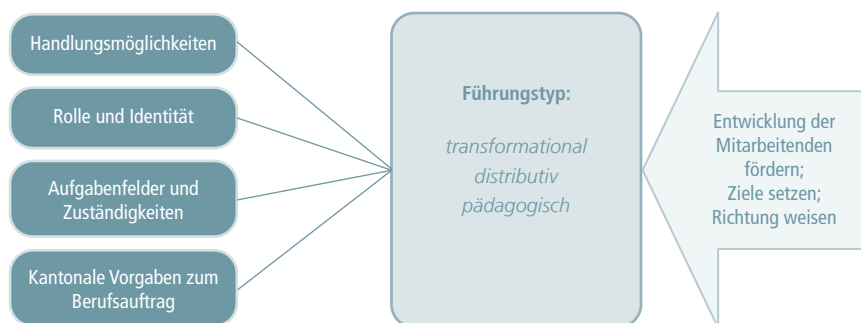 Handlungsmöglichkeiten
Rolle und Identität
Aufgabenfelder und
Zuständigkeiten
Kantonale Vorgaben zum
Berufsauftrag
Führungstyp:
transformational
distributiv
pädagogisch
Entwicklung der
Mitarbeitenden
fördern;
Ziele setzen;
Richtung weisen